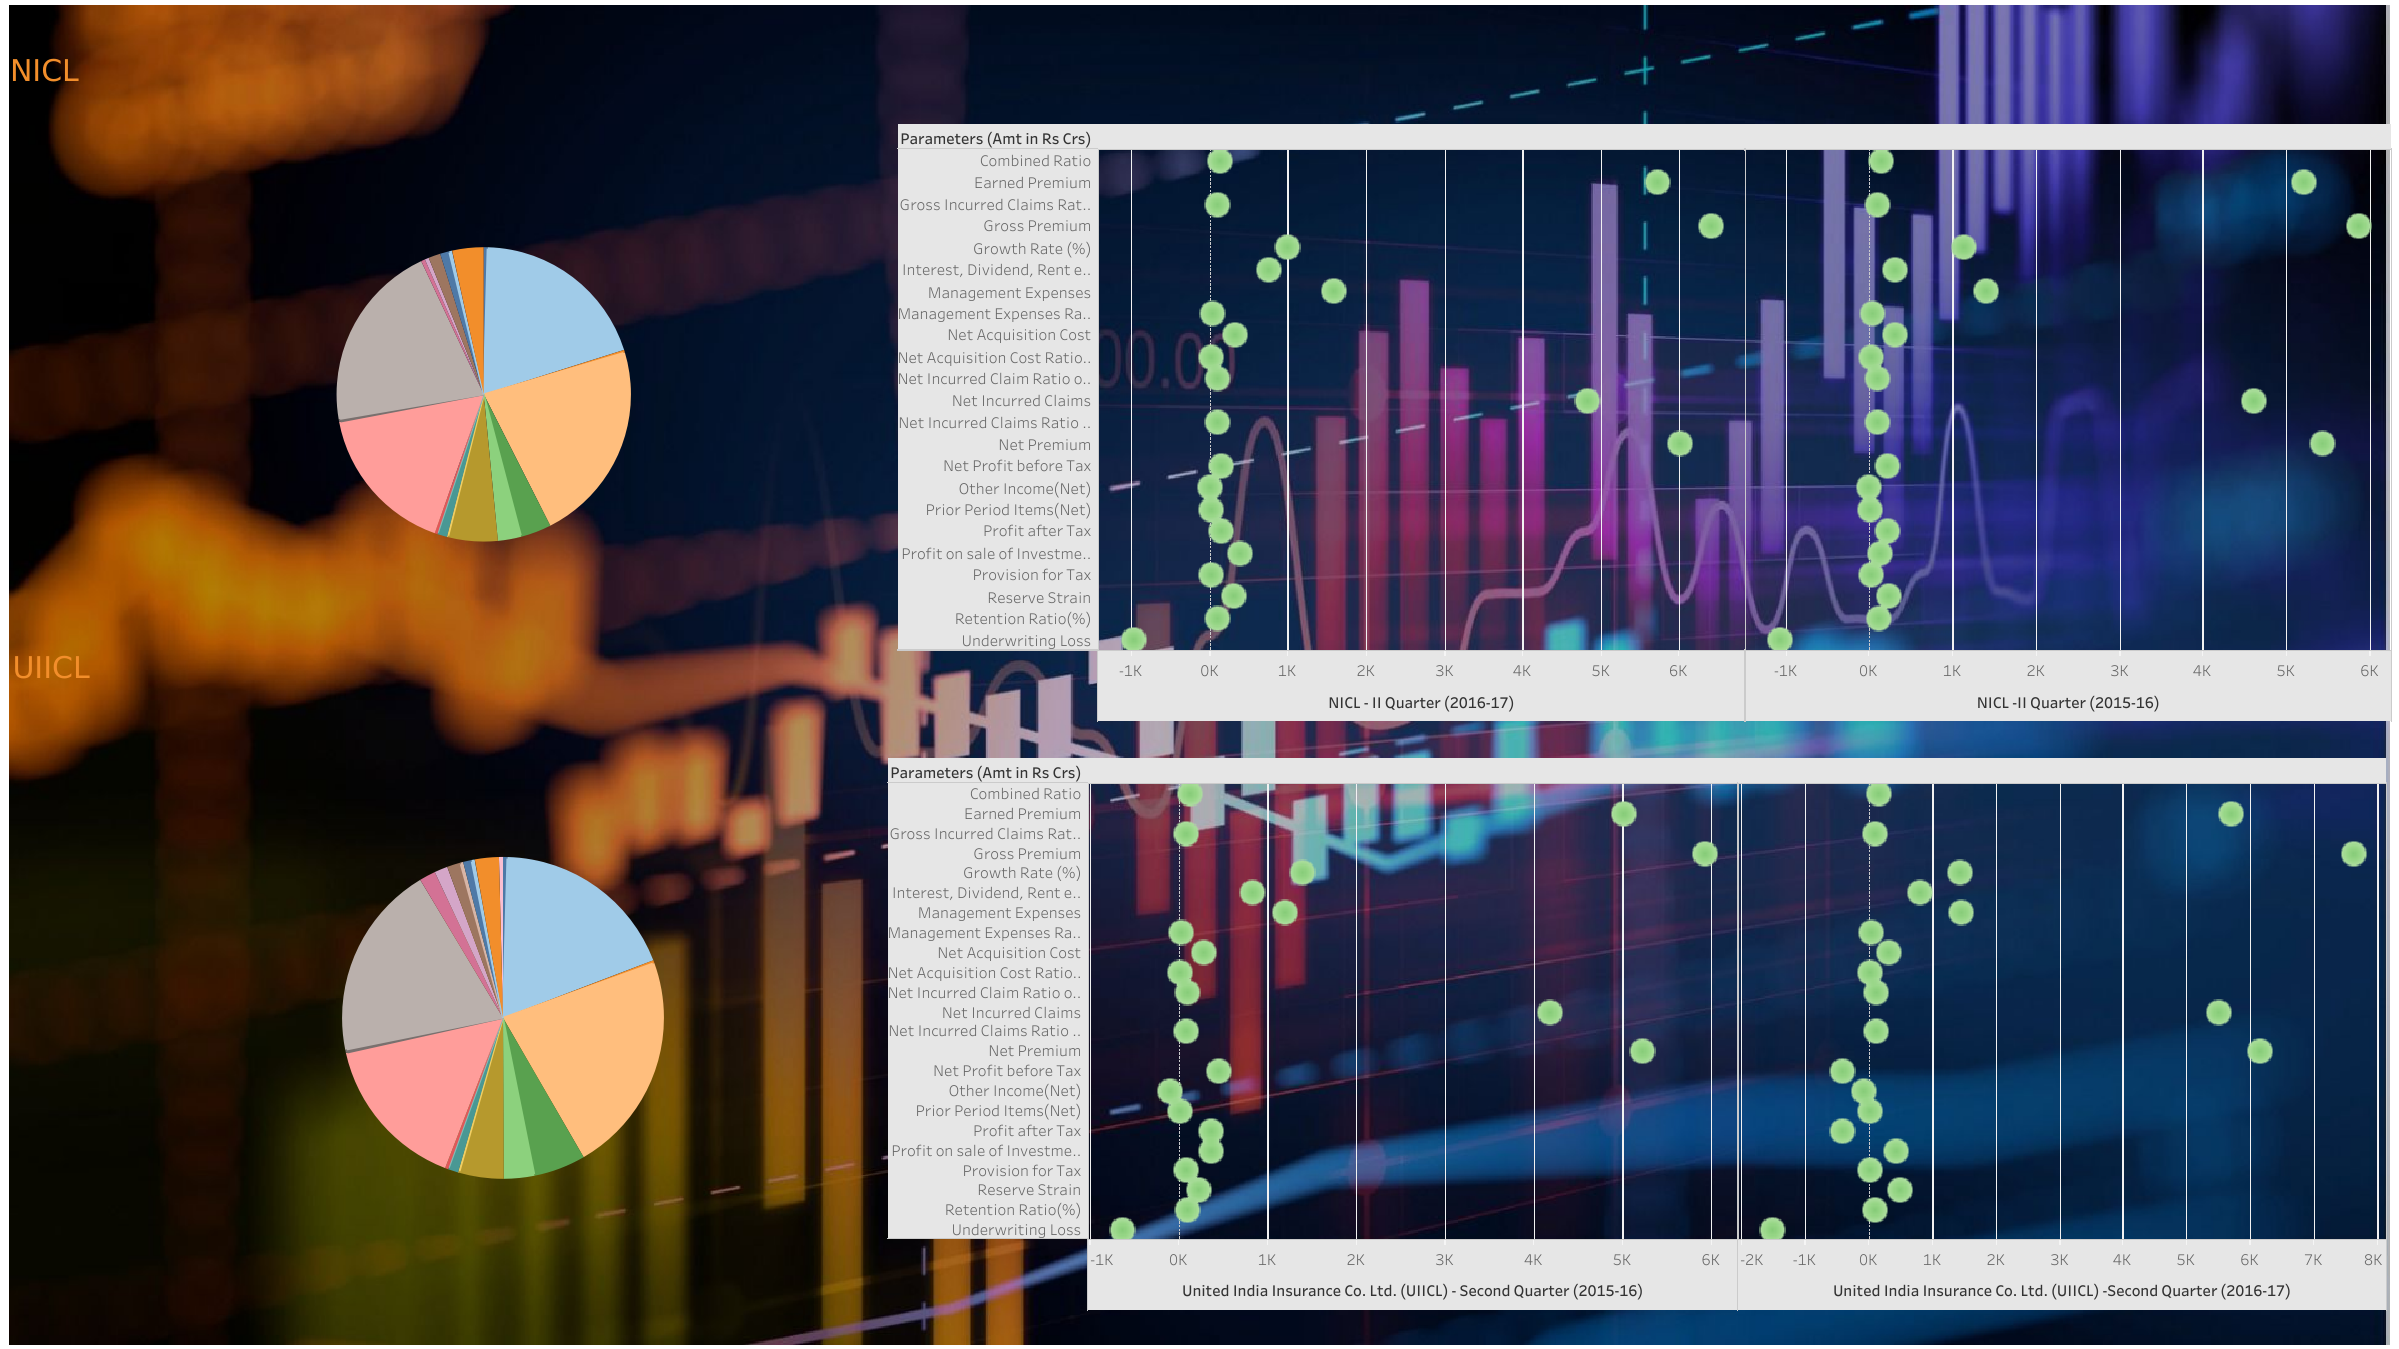 NICL
Parameters (Amt in Rs Crs)
Combined Ratio
Earned Premium
Gross Incurred Claims Rat..
Gross Premium
Growth Rate (%)
Interest, Dividend, Rent e..
Management Expenses
Management Expenses Ra..
Net Acquisition Cost
Net Acquisition Cost Ratio..
Net Incurred Claim Ratio o..
Net Incurred Claims
Net Incurred Claims Ratio ..
Net Premium
Net Profit before Tax
Other Income(Net)
Prior Period Items(Net)
Profit after Tax
Profit on sale of Investme..
Provision for Tax
Reserve Strain
Retention Ratio(%)
Underwriting Loss
-1K 0K 1K 2K 3K 4K 5K 6K -1K 0K 1K 2K 3K 4K 5K 6K
NICL - II Quarter (2016-17) NICL -II Quarter (2015-16)
UIICL
Parameters (Amt in Rs Crs)
Combined Ratio
Earned Premium
Gross Incurred Claims Rat..
Gross Premium
Growth Rate (%)
Interest, Dividend, Rent e..
Management Expenses
Management Expenses Ra..
Net Acquisition Cost
Net Acquisition Cost Ratio..
Net Incurred Claim Ratio o..
Net Incurred Claims
Net Incurred Claims Ratio ..
Net Premium
Net Profit before Tax
Other Income(Net)
Prior Period Items(Net)
Profit after Tax
Profit on sale of Investme..
Provision for Tax
Reserve Strain
Retention Ratio(%)
Underwriting Loss
-1K 0K 1K 2K 3K 4K 5K 6K -2K -1K 0K 1K 2K 3K 4K 5K 6K 7K 8K
United India Insurance Co. Ltd. (UIICL) - Second Quarter (2015-16) United India Insurance Co. Ltd. (UIICL) -Second Quarter (2016-17)